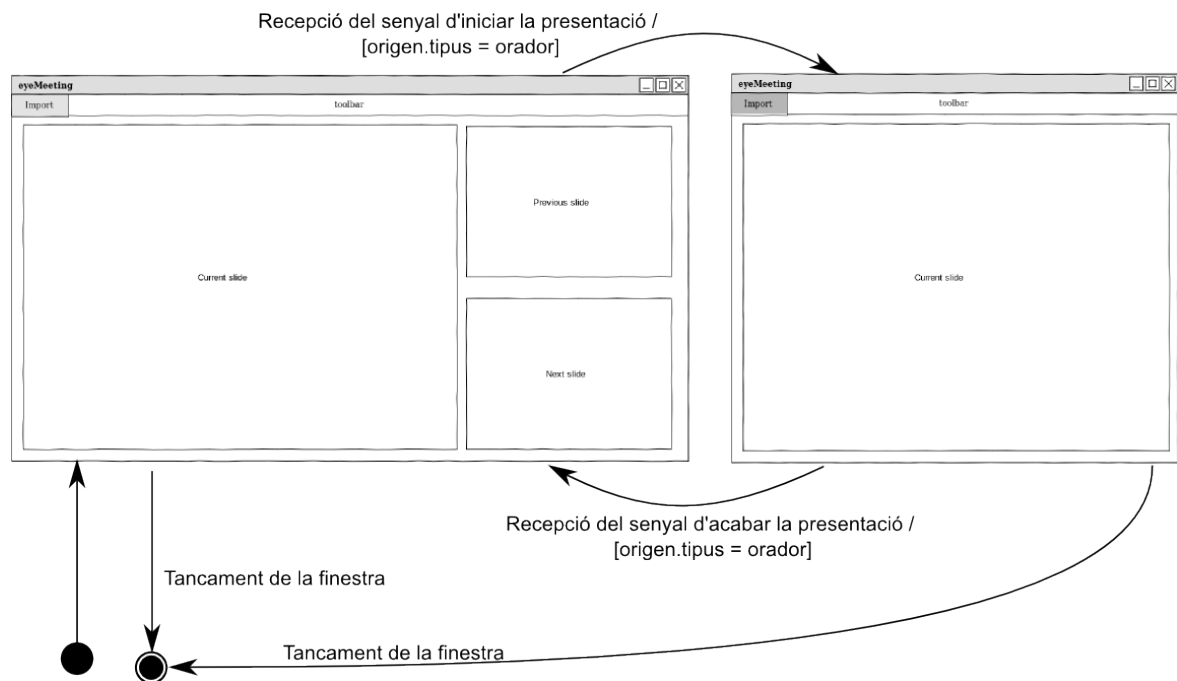 Recepció del senyal d'iniciar la presentació /
[origen.tipus = orador]
eyeMeeting
Import
toolbar
Current slide
Previous slide
Next slide
eyeMeeting
Import
toolbar
Current slide
Recepció del senyal d'acabar la presentació /
[origen.tipus = orador]
Tancament de la finestra
Tancament de la finestra